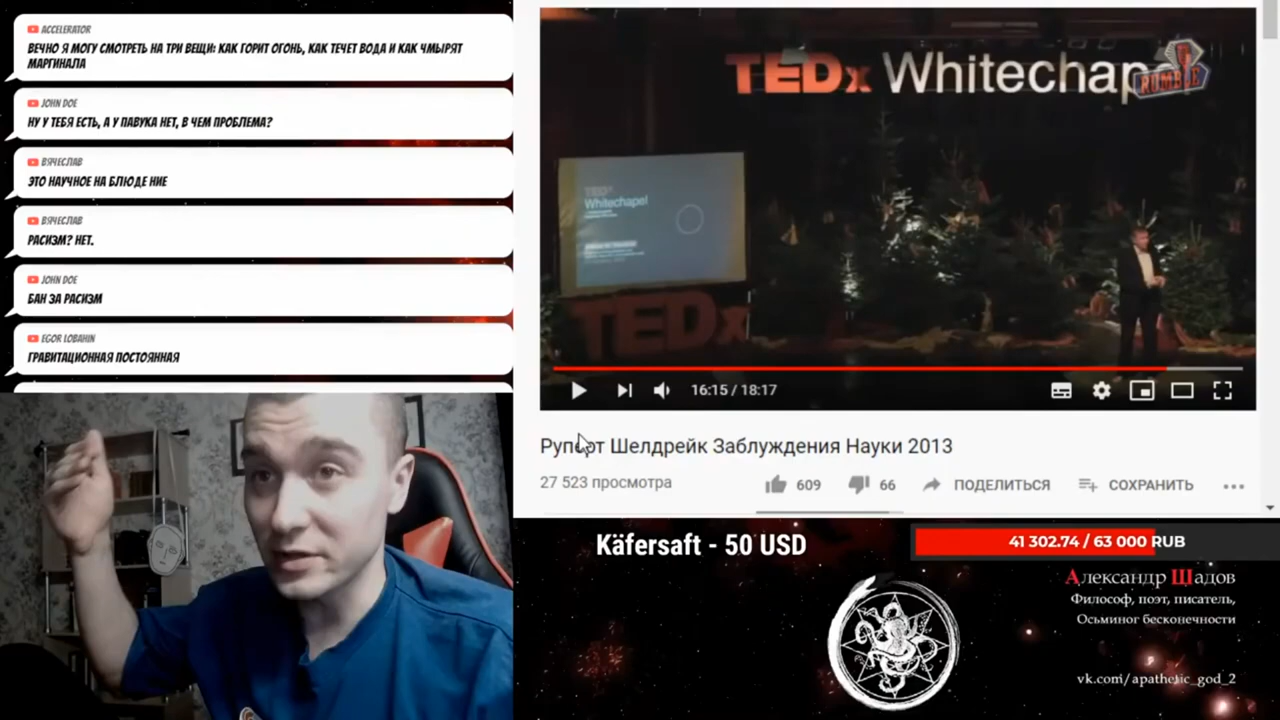 ACCELERATOR
ВЕЧНО Я МОГУ СМОТРЕТЬ НА ТРИ ВЕЩИ: КАК ГОРИТ ОГОНЬ, КАК ТЕЧЕТ ВОДА И КАК ЧМЫРЯТ
МАРГИНАЛА
JOHN DOE
НУ У ТЕБЯ ЕСТЬ, А У ПАВУКА НЕТ, В ЧЕМ ПРОБЛЕМА?
ВЯЧЕСЛАВ
ЭТО НАУЧНОЕ НА БЛЮДЕ НИЕ
ВЯЧЕСЛАВ
РАСИЗМ? НЕТ.
JOHN DOE
БАН ЗА РАСИЗМ
EGOR LOBAHIN
ГРАВИТАЦИОННАЯ ПОСТОЯННАЯ
TEDx Whitechapel
RUMBLE
TEDx
Whitechapel
TEDx
16:15 / 18:17
Руперт Шелдрейк Заблуждения Науки 2013
27 523 просмотра
609
66
ПОДЕЛИТЬСЯ
СОХРАНИТЬ
Käfersaft - 50 USD
41 302.74 / 63 000 RUB
Александр Шадов
Философ, поэт, писатель,
Осьминог бесконечности
vk.com/apathetic_god_2